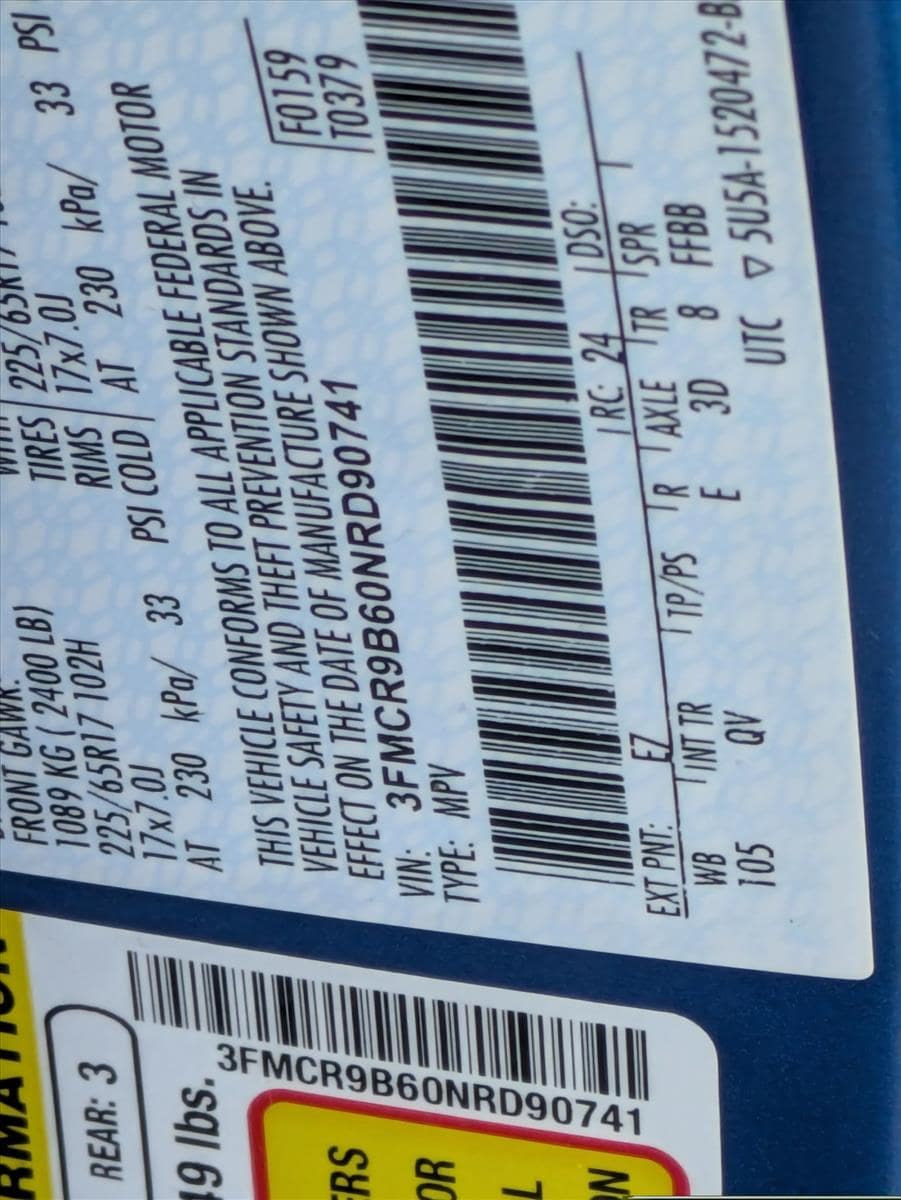 FRONT GAWR:
1089 KG ( 2400 LB)
225/65R17 102H
17x7.0J
AT 230 kPa/ 33 PSI COLD
TIRES 225/65R17
RIMS 17x7.0J
AT 230 kPa/ 33 PSI
THIS VEHICLE CONFORMS TO ALL APPLICABLE FEDERAL MOTOR
VEHICLE SAFETY AND THEFT PREVENTION STANDARDS IN
EFFECT ON THE DATE OF MANUFACTURE SHOWN ABOVE.
VIN: 3FMCR9B60NRD90741
TYPE: MPV
F0159
T0379
EXT PNT: EZ RC: 24 DSO:
WB INT TR TP/PS R AXLE TR SPR
105 QV E 3D 8 FFBB
UTC ▽ 5U5A-1520472-B
REAR: 3
49 lbs.
3FMCR9B60NRD90741
ERS
OR
L
ON